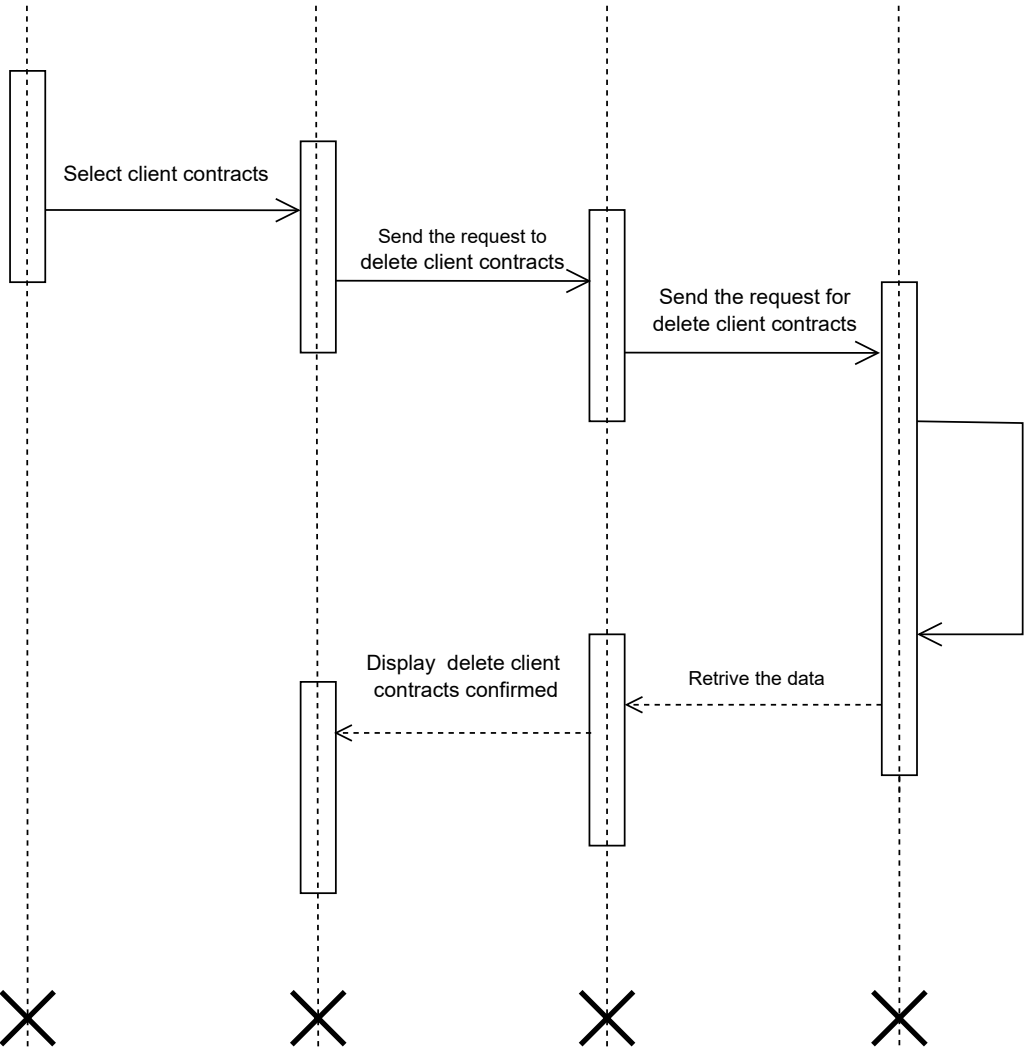 Select client contracts
Send the request to
delete client contracts
Send the request for
delete client contracts
Display  delete client
contracts confirmed
Retrive the data